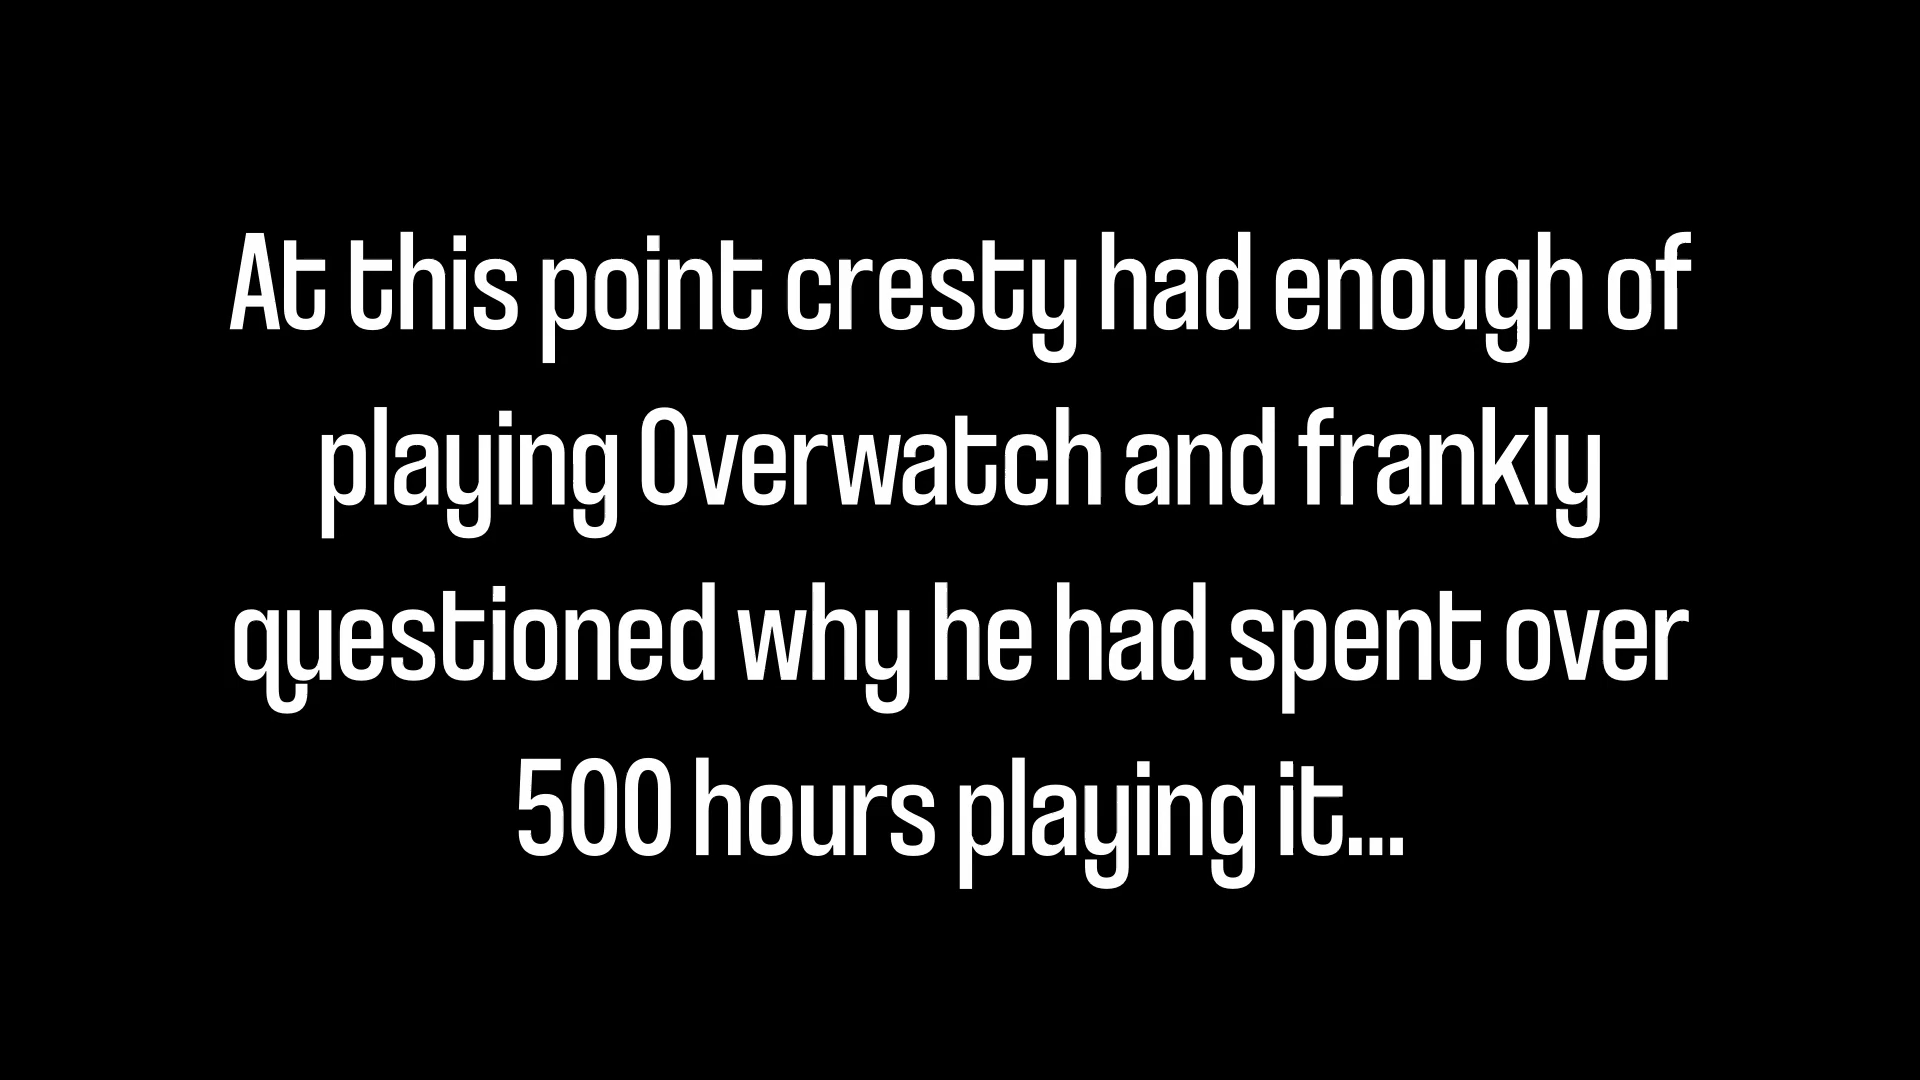 At this point cresty had enough of
playing Overwatch and frankly
questioned why he had spent over
500 hours playing it...